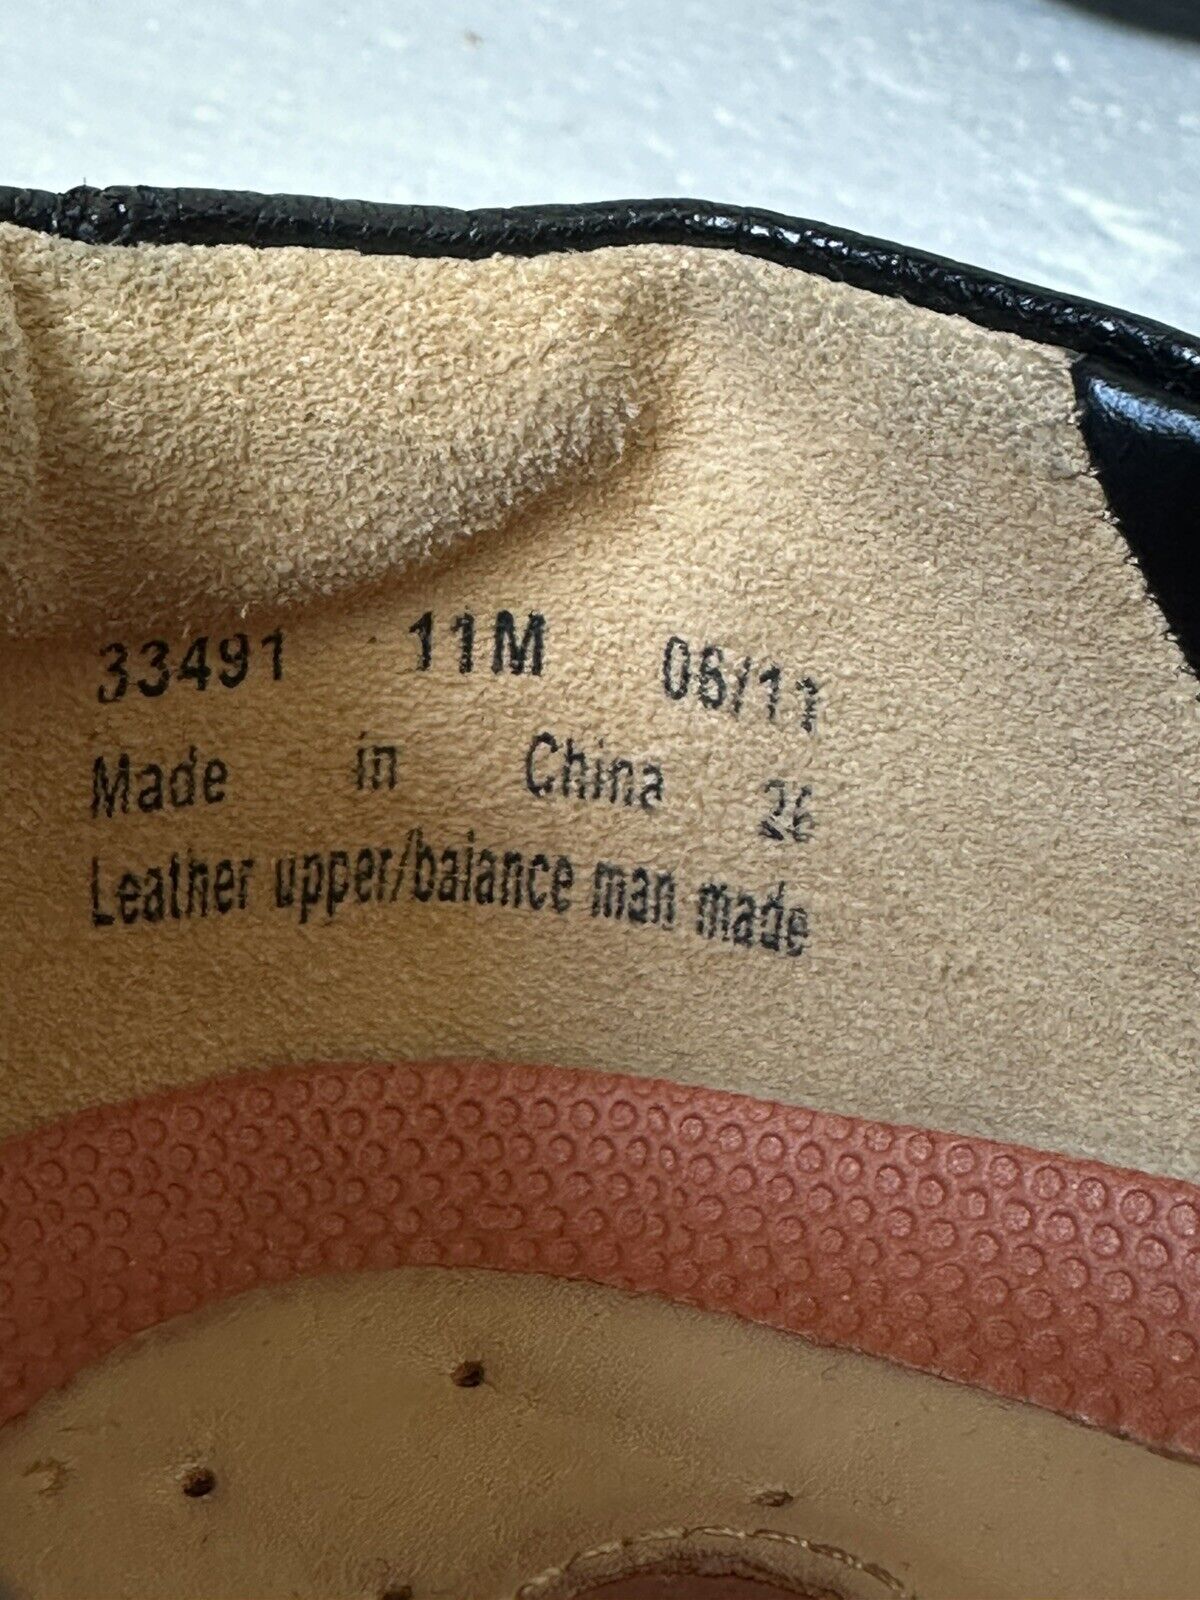 33491 11M 06/11
Made in China 26
Leather upper/balance man made